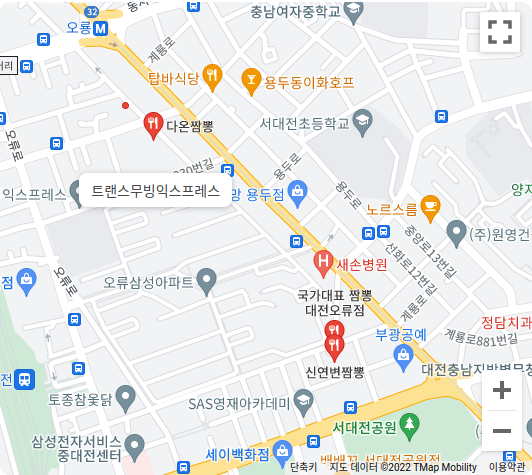 32
오룡 M
충남여자중학교
계룡로
거리
탑바식당
용두동이화호프
오류로
다온짬뽕
서대전초등학교
830번길
용두로
익스프레스
트랜스무빙익스프레스
망 용두점
용두로
노르스름
양지
(주)원영건
중앙로13번길
선화로12번길
새손병원
점
오류로
오류삼성아파트
국가대표 짬뽕
대전오류점
계룡로
정담치과
부광공예
계룡로881번길
신연변짬뽕
전
대전충남지방병무청
토종참옻닭
SAS영재아카데미
+
서대전공원
삼성전자서비스
중대전센터
세이백화점
배배꼬 서대전공원점
−
단축키
지도 데이터 ©2022 TMap Mobility
이용약관